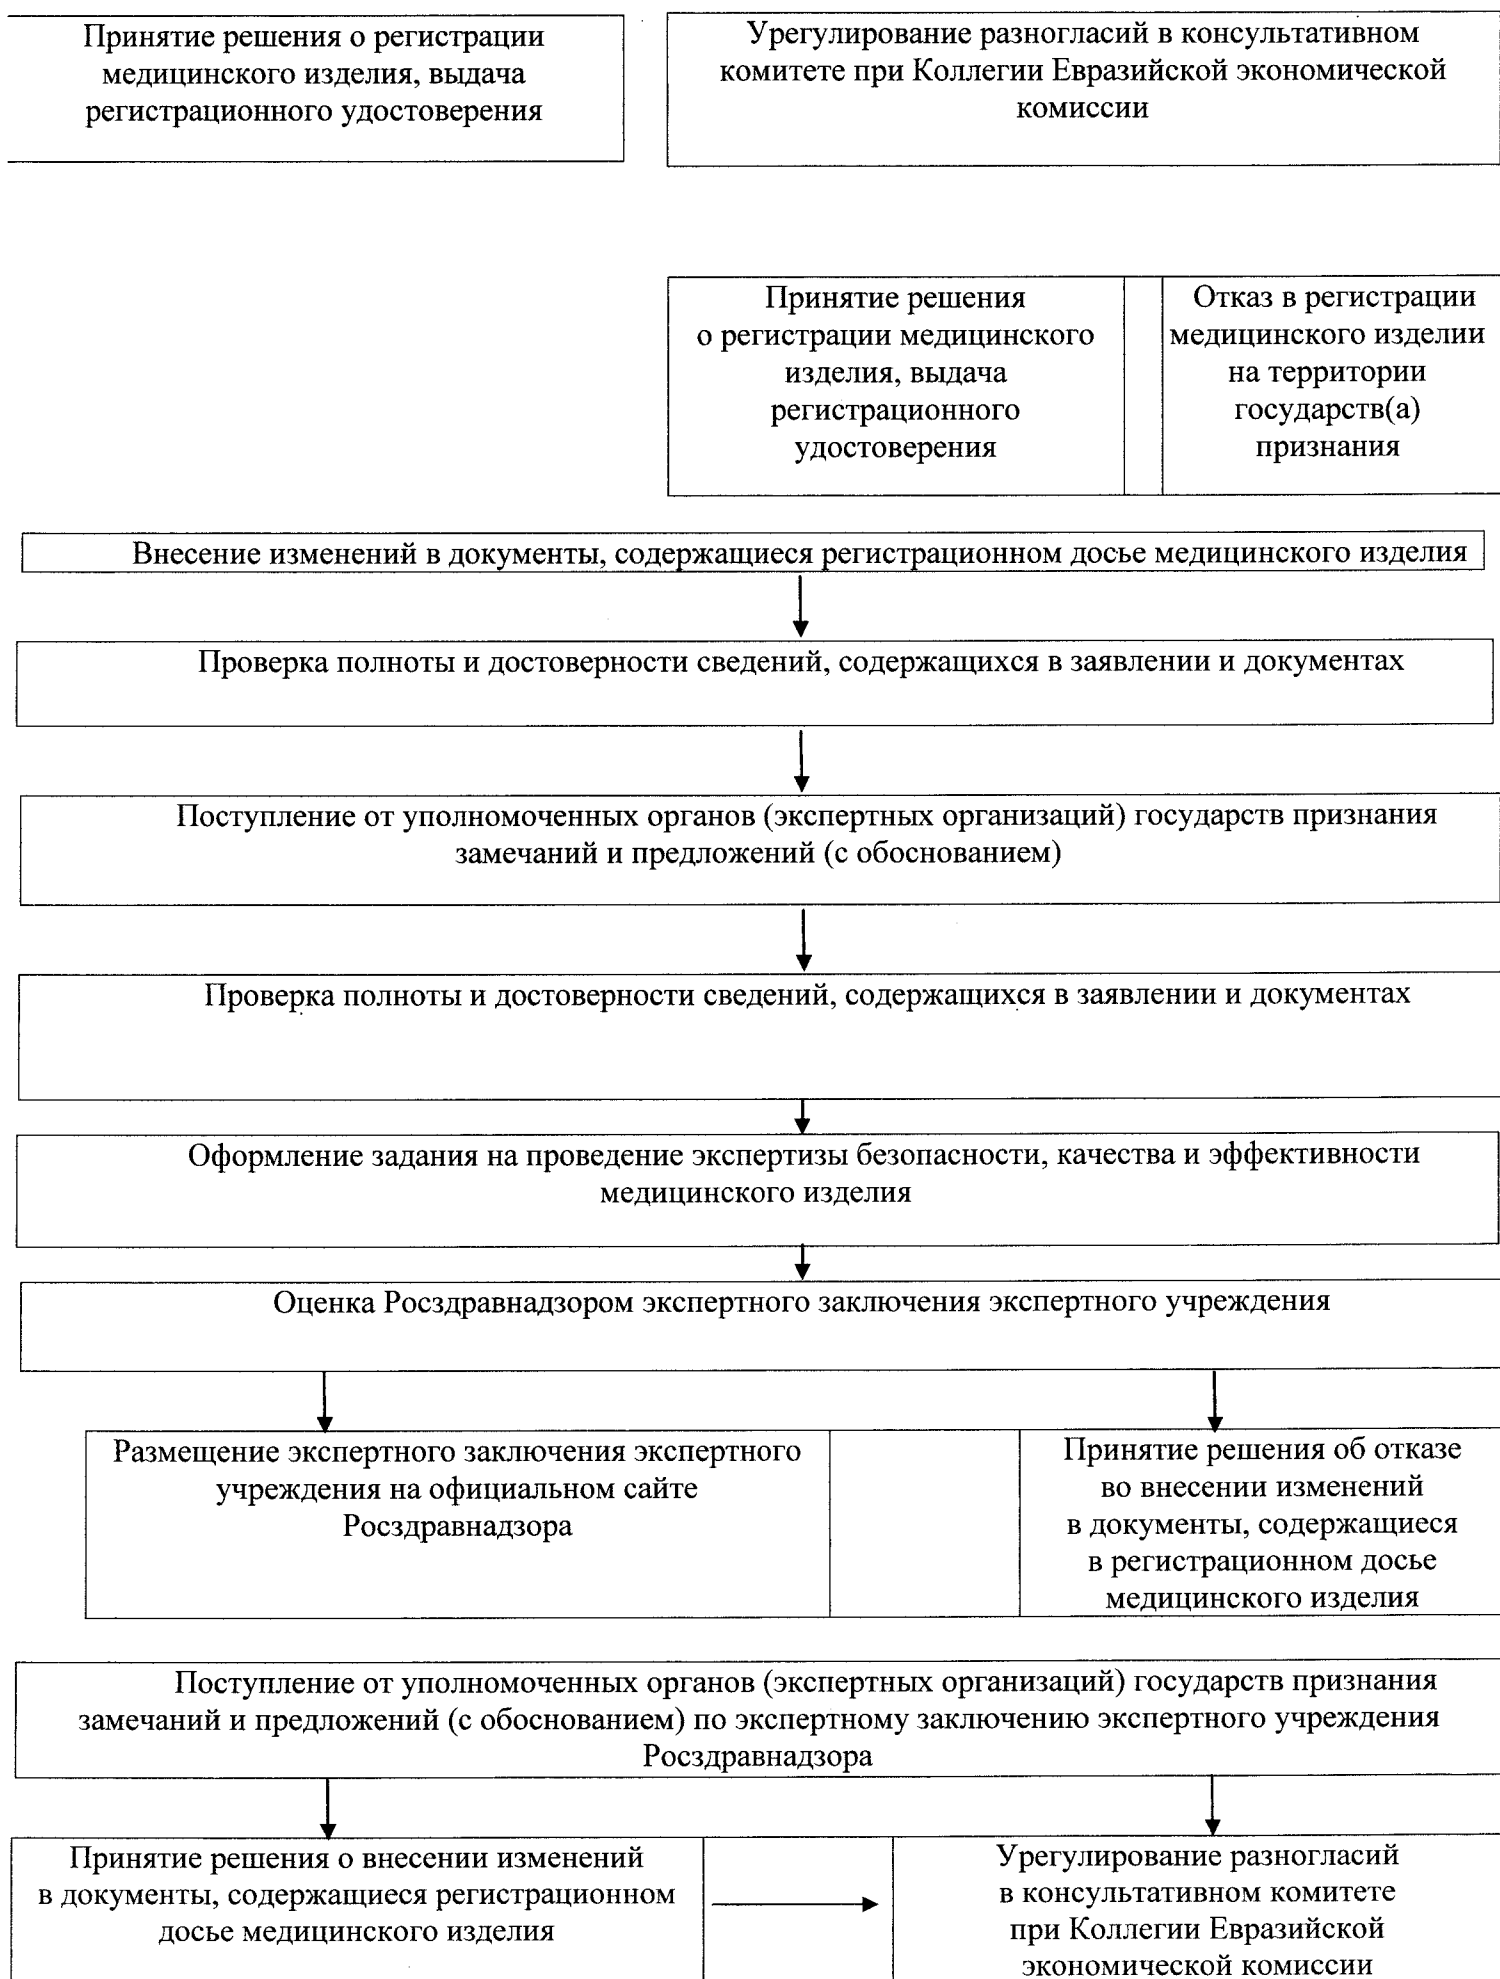 Принятие решения о регистрации
медицинского изделия, выдача
регистрационного удостоверения
Урегулирование разногласий в консультативном
комитете при Коллегии Евразийской экономической
комиссии
Принятие решения
о регистрации медицинского
изделия, выдача
регистрационного
удостоверения
Отказ в регистрации
медицинского изделии
на территории
государств(а)
признания
Внесение изменений в документы, содержащиеся регистрационном досье медицинского изделия
Проверка полноты и достоверности сведений, содержащихся в заявлении и документах
Поступление от уполномоченных органов (экспертных организаций) государств признания
замечаний и предложений (с обоснованием)
Проверка полноты и достоверности сведений, содержащихся в заявлении и документах
Оформление задания на проведение экспертизы безопасности, качества и эффективности
медицинского изделия
Оценка Росздравнадзором экспертного заключения экспертного учреждения
Размещение экспертного заключения экспертного
учреждения на официальном сайте
Росздравнадзора
Принятие решения об отказе
во внесении изменений
в документы, содержащиеся
в регистрационном досье
медицинского изделия
Поступление от уполномоченных органов (экспертных организаций) государств признания
замечаний и предложений (с обоснованием) по экспертному заключению экспертного учреждения
Росздравнадзора
Принятие решения о внесении изменений
в документы, содержащиеся регистрационном
досье медицинского изделия
Урегулирование разногласий
в консультативном комитете
при Коллегии Евразийской
экономической комиссии